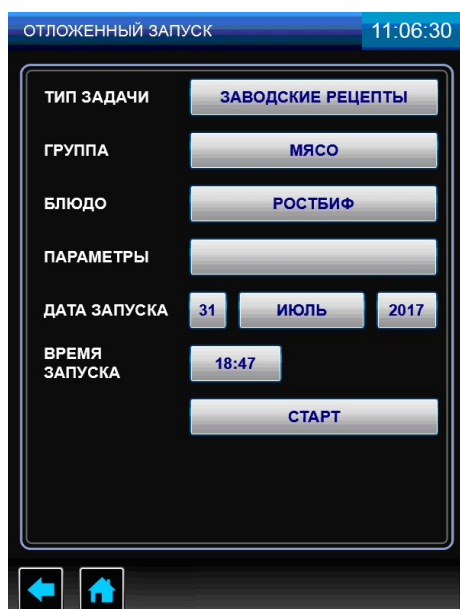 ОТЛОЖЕННЫЙ ЗАПУСК 11:06:30
ТИП ЗАДАЧИ ЗАВОДСКИЕ РЕЦЕПТЫ
ГРУППА МЯСО
БЛЮДО РОСТБИФ
ПАРАМЕТРЫ
ДАТА ЗАПУСКА 31 ИЮЛЬ 2017
ВРЕМЯ
ЗАПУСКА 18:47
СТАРТ